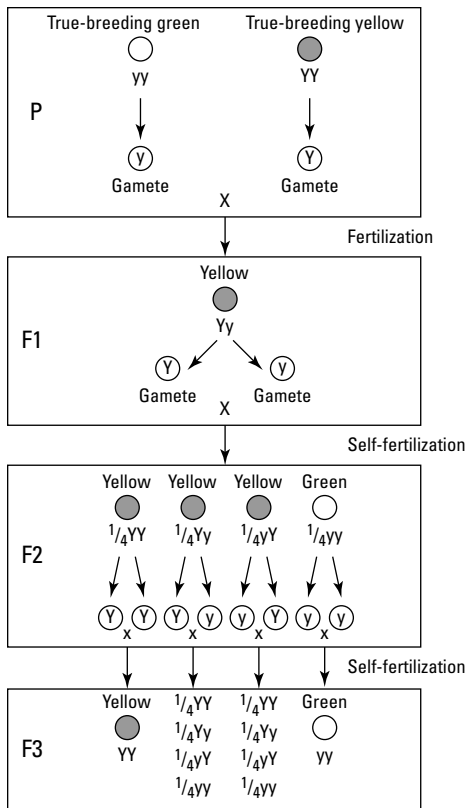 True-breeding green True-breeding yellow
yy YY
P
y Y
Gamete Gamete
X
Fertilization
Yellow
F1
Yy
Y y
Gamete Gamete
X
Self-fertilization
Yellow Yellow Yellow Green
1/4YY 1/4Yy 1/4yY 1/4yy
F2
Y Y Y y y Y y y
x x x x
Self-fertilization
Yellow 1/4YY 1/4YY Green
F3
1/4Yy 1/4Yy
YY 1/4yY 1/4yY yy
1/4yy 1/4yy